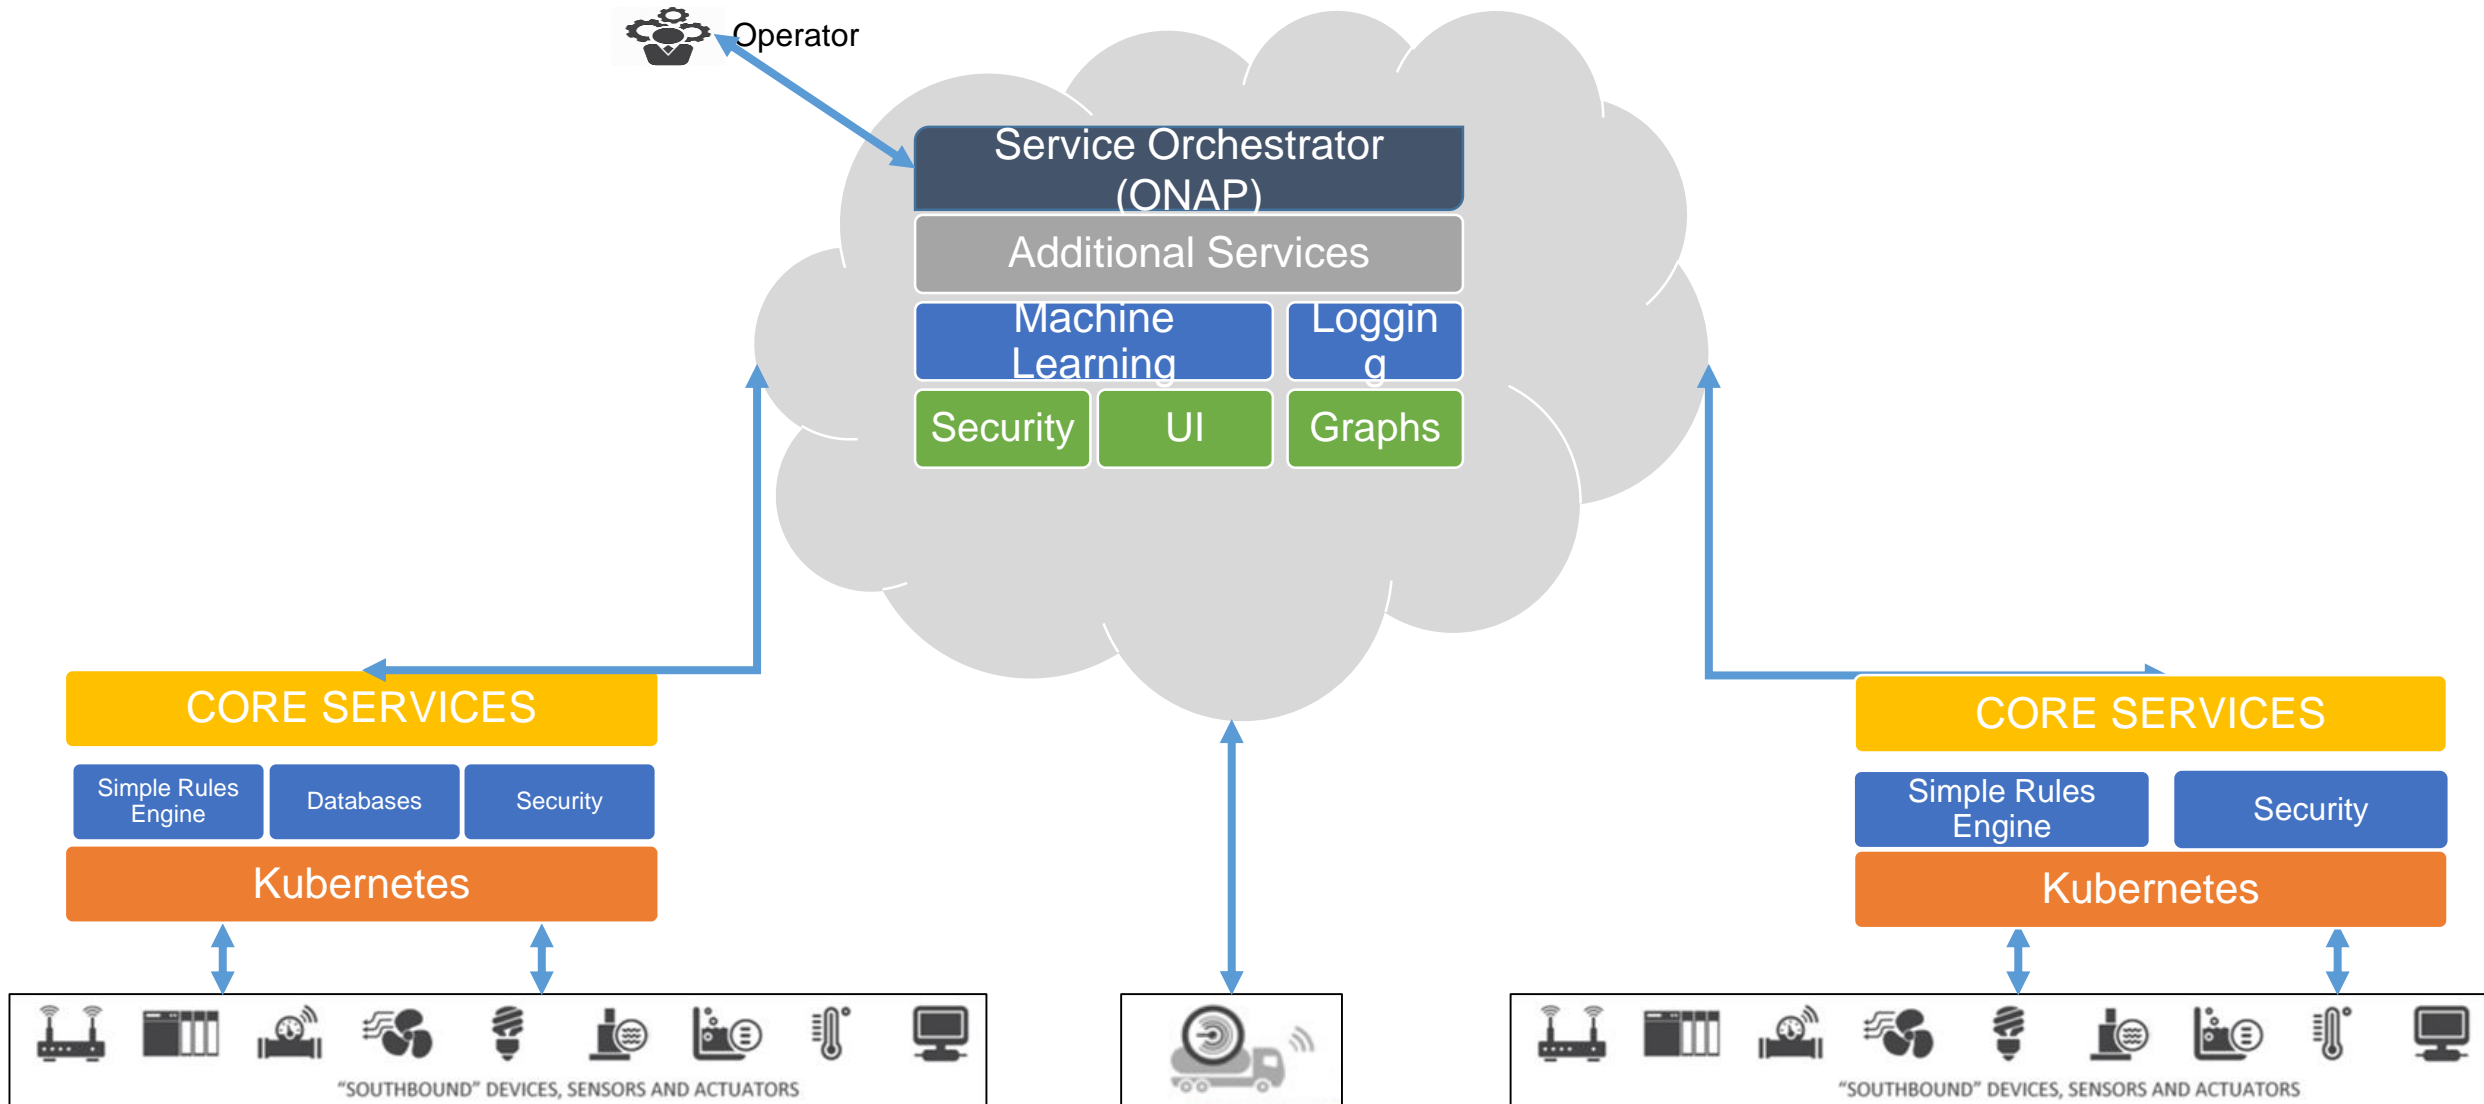 Operator
Service Orchestrator
(ONAP)
Additional Services
Machine
Learning
Loggin
g
Security
UI
Graphs
CORE SERVICES
Simple Rules
Engine
Databases
Security
Kubernetes
CORE SERVICES
Simple Rules
Engine
Security
Kubernetes
"SOUTHBOUND" DEVICES, SENSORS AND ACTUATORS
"SOUTHBOUND" DEVICES, SENSORS AND ACTUATORS